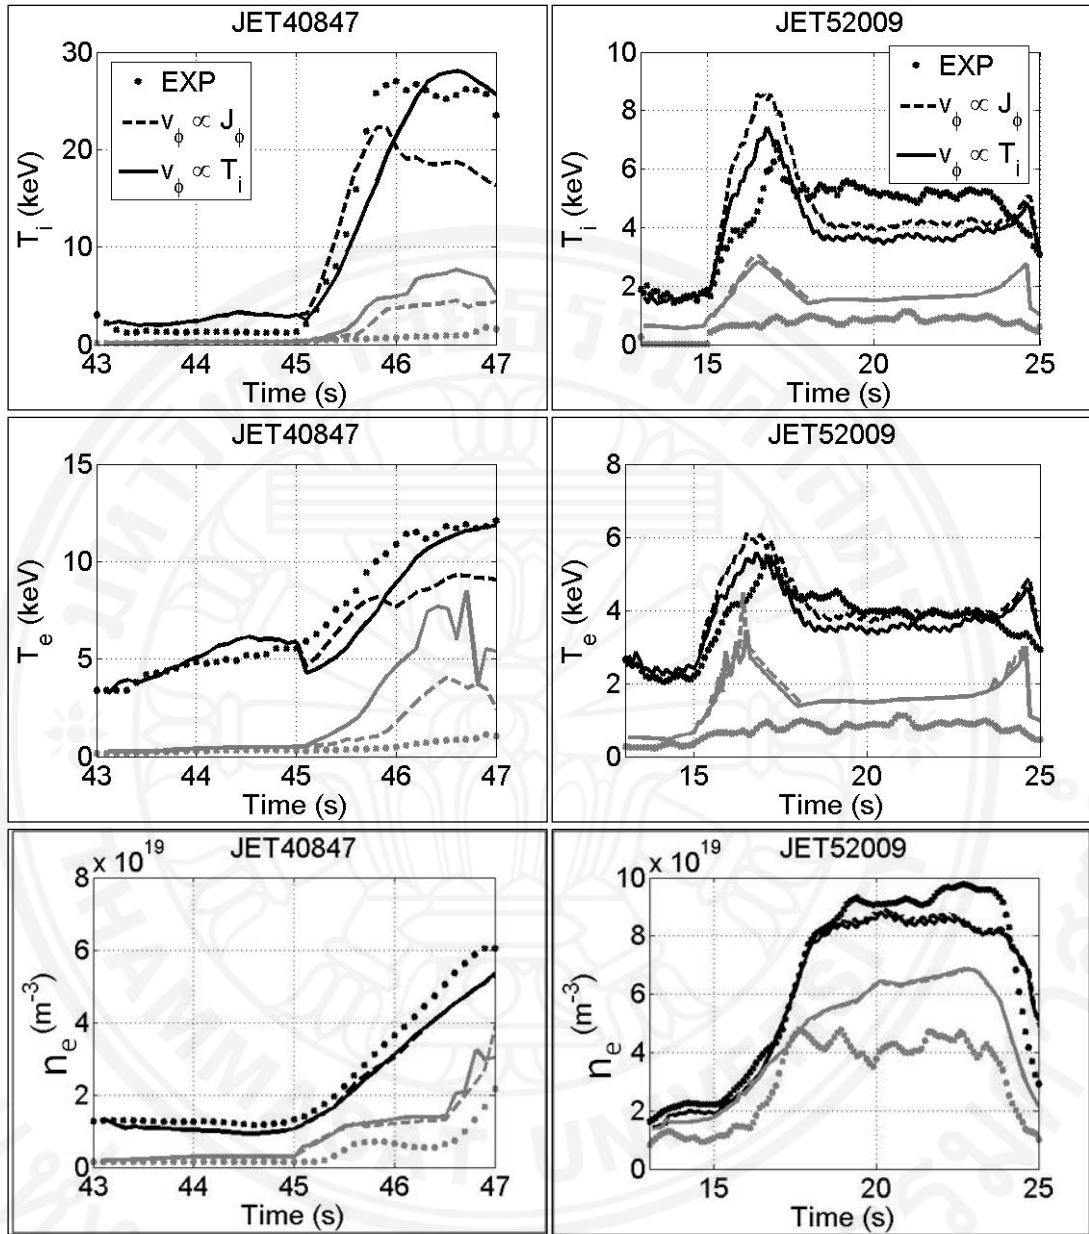 JET40847
T_i (keV)
30
20
10
0
EXP
v_ϕ ∝ J_ϕ
v_ϕ ∝ T_i
43 44 45 46 47
Time (s)
JET52009
T_i (keV)
10
8
6
4
2
0
EXP
v_ϕ ∝ J_ϕ
v_ϕ ∝ T_i
15 20 25
Time (s)
JET40847
T_e (keV)
15
10
5
0
43 44 45 46 47
Time (s)
JET52009
T_e (keV)
8
6
4
2
0
15 20 25
Time (s)
x 10^19
JET40847
n_e (m^-3)
8
6
4
2
0
43 44 45 46 47
Time (s)
x 10^19
JET52009
n_e (m^-3)
10
8
6
4
2
0
15 20 25
Time (s)